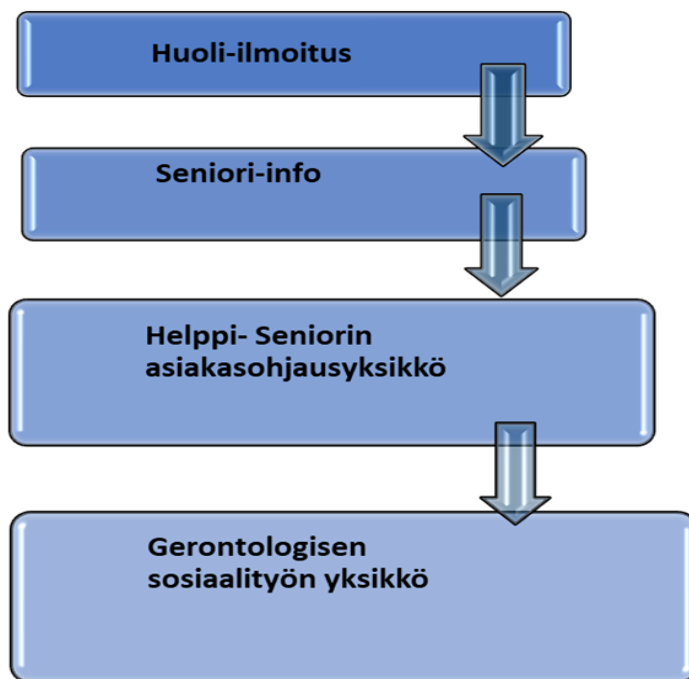 Huoli-ilmoitus
Seniori-info
Helppi- Seniorin
asiakasohjausyksikkö
Gerontologisen
sosiaalityön yksikkö